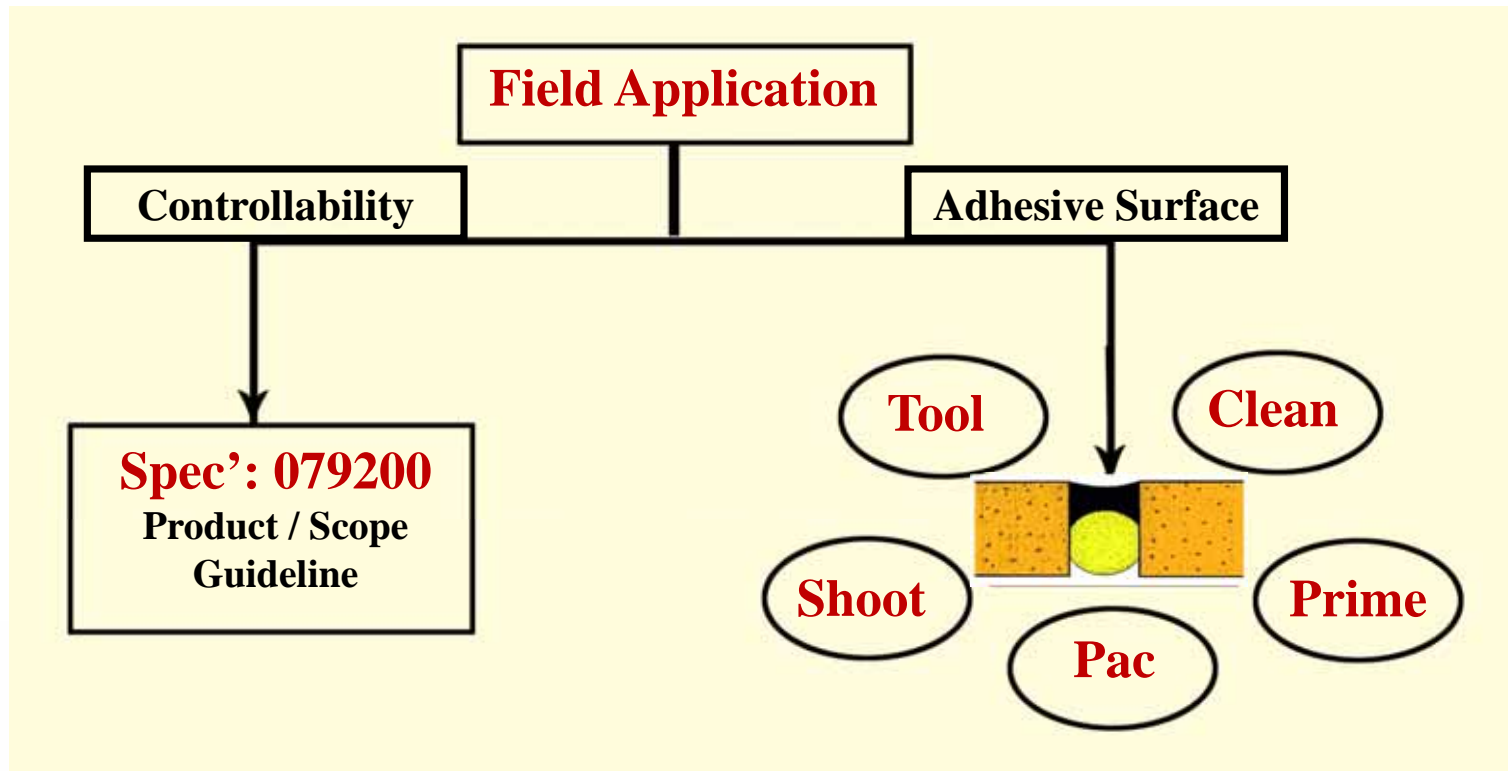 Field Application
Controllability
Adhesive Surface
Spec’: 079200
Product / Scope
Guideline
Tool
Clean
Shoot
Prime
Pac